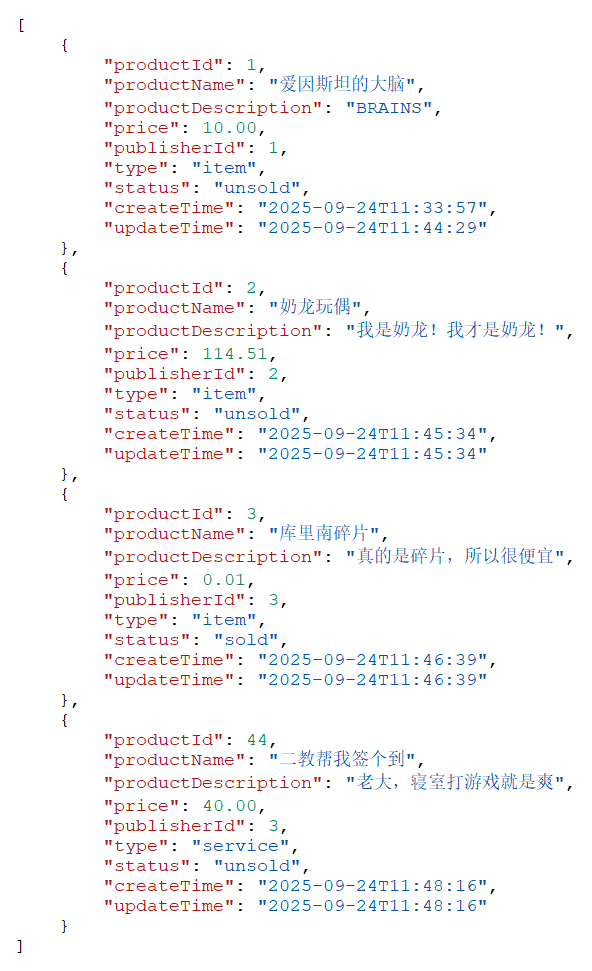 [
{
"productId": 1,
"productName": "爱因斯坦的大脑",
"productDescription": "BRAINS",
"price": 10.00,
"publisherId": 1,
"type": "item",
"status": "unsold",
"createTime": "2025-09-24T11:33:57",
"updateTime": "2025-09-24T11:44:29"
},
{
"productId": 2,
"productName": "奶龙玩偶",
"productDescription": "我是奶龙！我才是奶龙！",
"price": 114.51,
"publisherId": 2,
"type": "item",
"status": "unsold",
"createTime": "2025-09-24T11:45:34",
"updateTime": "2025-09-24T11:45:34"
},
{
"productId": 3,
"productName": "库里南碎片",
"productDescription": "真的是碎片，所以很便宜",
"price": 0.01,
"publisherId": 3,
"type": "item",
"status": "sold",
"createTime": "2025-09-24T11:46:39",
"updateTime": "2025-09-24T11:46:39"
},
{
"productId": 44,
"productName": "二教帮我签个到",
"productDescription": "老大，寝室打游戏就是爽",
"price": 40.00,
"publisherId": 3,
"type": "service",
"status": "unsold",
"createTime": "2025-09-24T11:48:16",
"updateTime": "2025-09-24T11:48:16"
}
]